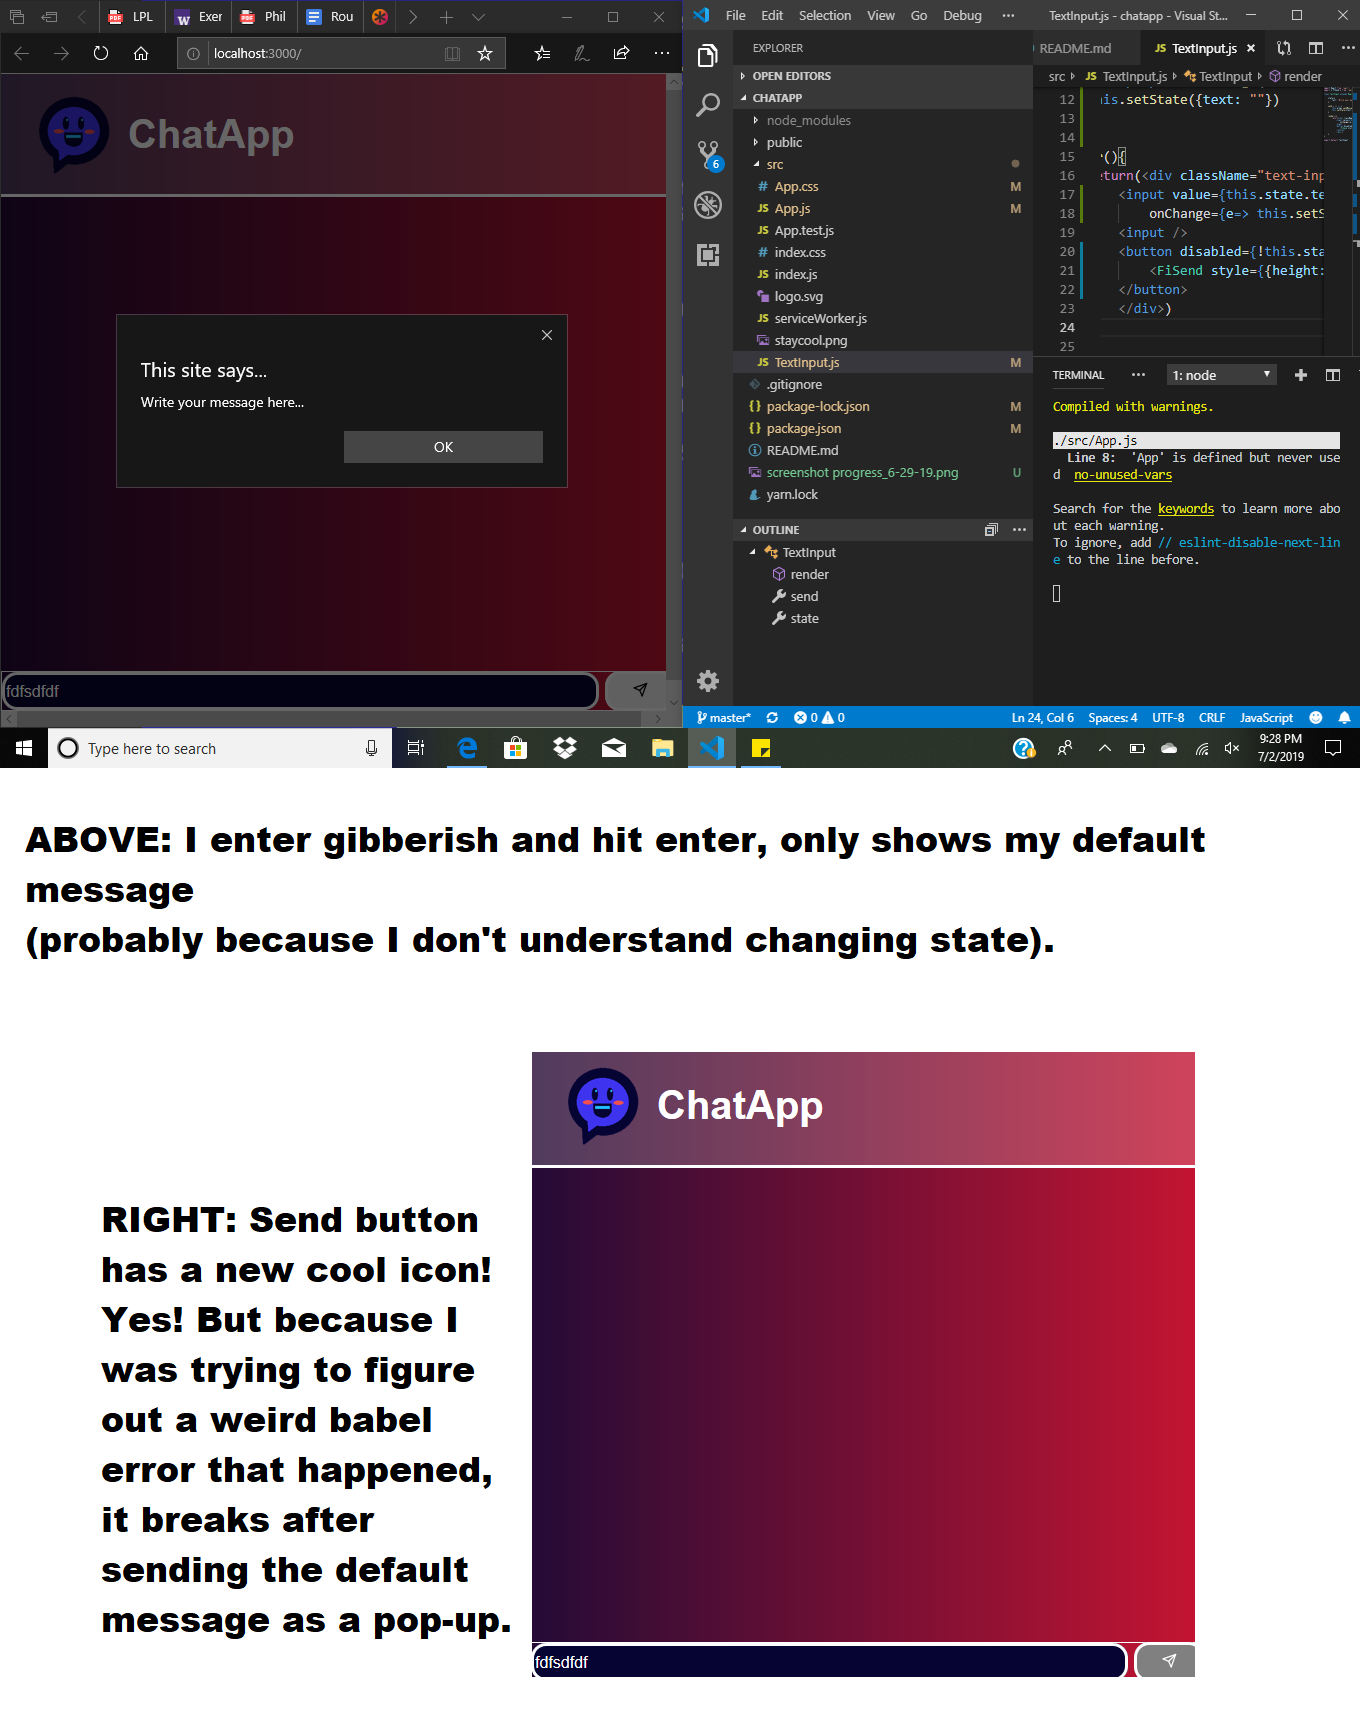 LPL
Exer
Phil
Rou
localhost:3000/
ChatApp
This site says...
Write your message here...
OK
fdfsdfdf
File Edit Selection View Go Debug ··· TextInput.js - chatapp - Visual St...
EXPLORER
OPEN EDITORS
CHATAPP
node_modules
public
src
# App.css M
JS App.js M
JS App.test.js
# index.css
JS index.js
logo.svg
JS serviceWorker.js
staycool.png
JS TextInput.js M
.gitignore
{} package-lock.json M
{} package.json M
README.md
screenshot progress_6-29-19.png U
yarn.lock
OUTLINE
TextInput
render
send
state
6
README.md JS TextInput.js
src JS TextInput.js TextInput render
12 is.setState({text: ""})
13
14
15 (){
16 turn(<div className="text-inp
17 <input value={this.state.te
18 onChange={e=> this.setS
19 <input />
20 <button disabled={!this.sta
21 <FiSend style={{height:
22 </button>
23 </div>)
24
25
TERMINAL ··· 1: node
Compiled with warnings.
./src/App.js
Line 8: 'App' is defined but never use
d no-unused-vars
Search for the keywords to learn more abo
ut each warning.
To ignore, add // eslint-disable-next-lin
e to the line before.
master* 0 0 Ln 24, Col 6 Spaces: 4 UTF-8 CRLF JavaScript
Type here to search
9:28 PM
7/2/2019
ABOVE: I enter gibberish and hit enter, only shows my default
message
(probably because I don't understand changing state).
ChatApp
RIGHT: Send button
has a new cool icon!
Yes! But because I
was trying to figure
out a weird babel
error that happened,
it breaks after
sending the default
message as a pop-up.
fdfsdfdf